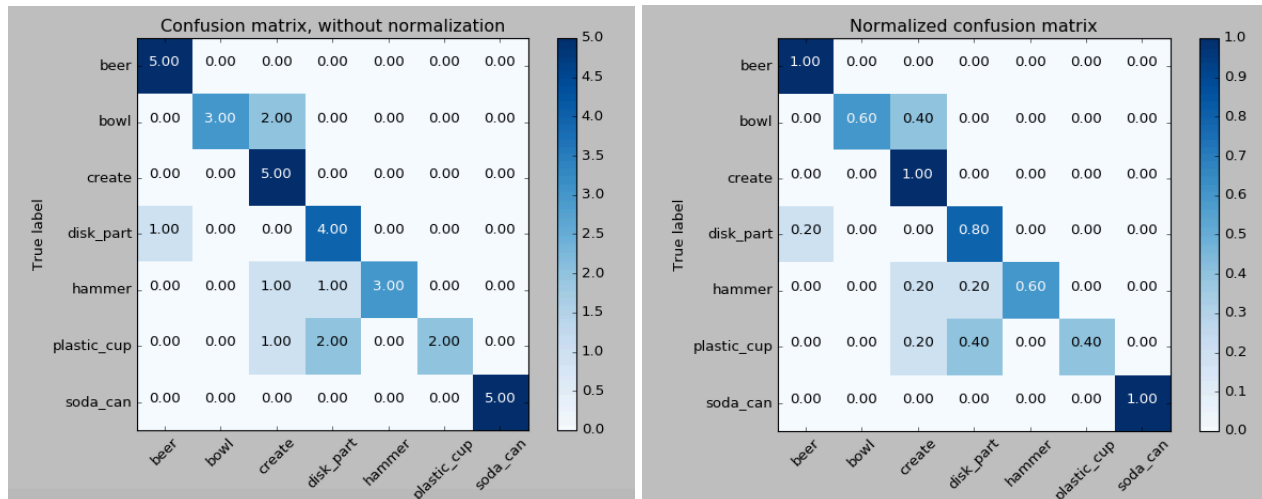 Confusion matrix, without normalization
beer 5.00 0.00 0.00 0.00 0.00 0.00 0.00
bowl 0.00 3.00 2.00 0.00 0.00 0.00 0.00
create 0.00 0.00 5.00 0.00 0.00 0.00 0.00
disk_part 1.00 0.00 0.00 4.00 0.00 0.00 0.00
hammer 0.00 0.00 1.00 1.00 3.00 0.00 0.00
plastic_cup 0.00 0.00 1.00 2.00 0.00 2.00 0.00
soda_can 0.00 0.00 0.00 0.00 0.00 0.00 5.00
True label
beer bowl create disk_part hammer plastic_cup soda_can
5.0
4.5
4.0
3.5
3.0
2.5
2.0
1.5
1.0
0.5
0.0
Normalized confusion matrix
beer 1.00 0.00 0.00 0.00 0.00 0.00 0.00
bowl 0.00 0.60 0.40 0.00 0.00 0.00 0.00
create 0.00 0.00 1.00 0.00 0.00 0.00 0.00
disk_part 0.20 0.00 0.00 0.80 0.00 0.00 0.00
hammer 0.00 0.00 0.20 0.20 0.60 0.00 0.00
plastic_cup 0.00 0.00 0.20 0.40 0.00 0.40 0.00
soda_can 0.00 0.00 0.00 0.00 0.00 0.00 1.00
True label
beer bowl create disk_part hammer plastic_cup soda_can
1.0
0.9
0.8
0.7
0.6
0.5
0.4
0.3
0.2
0.1
0.0